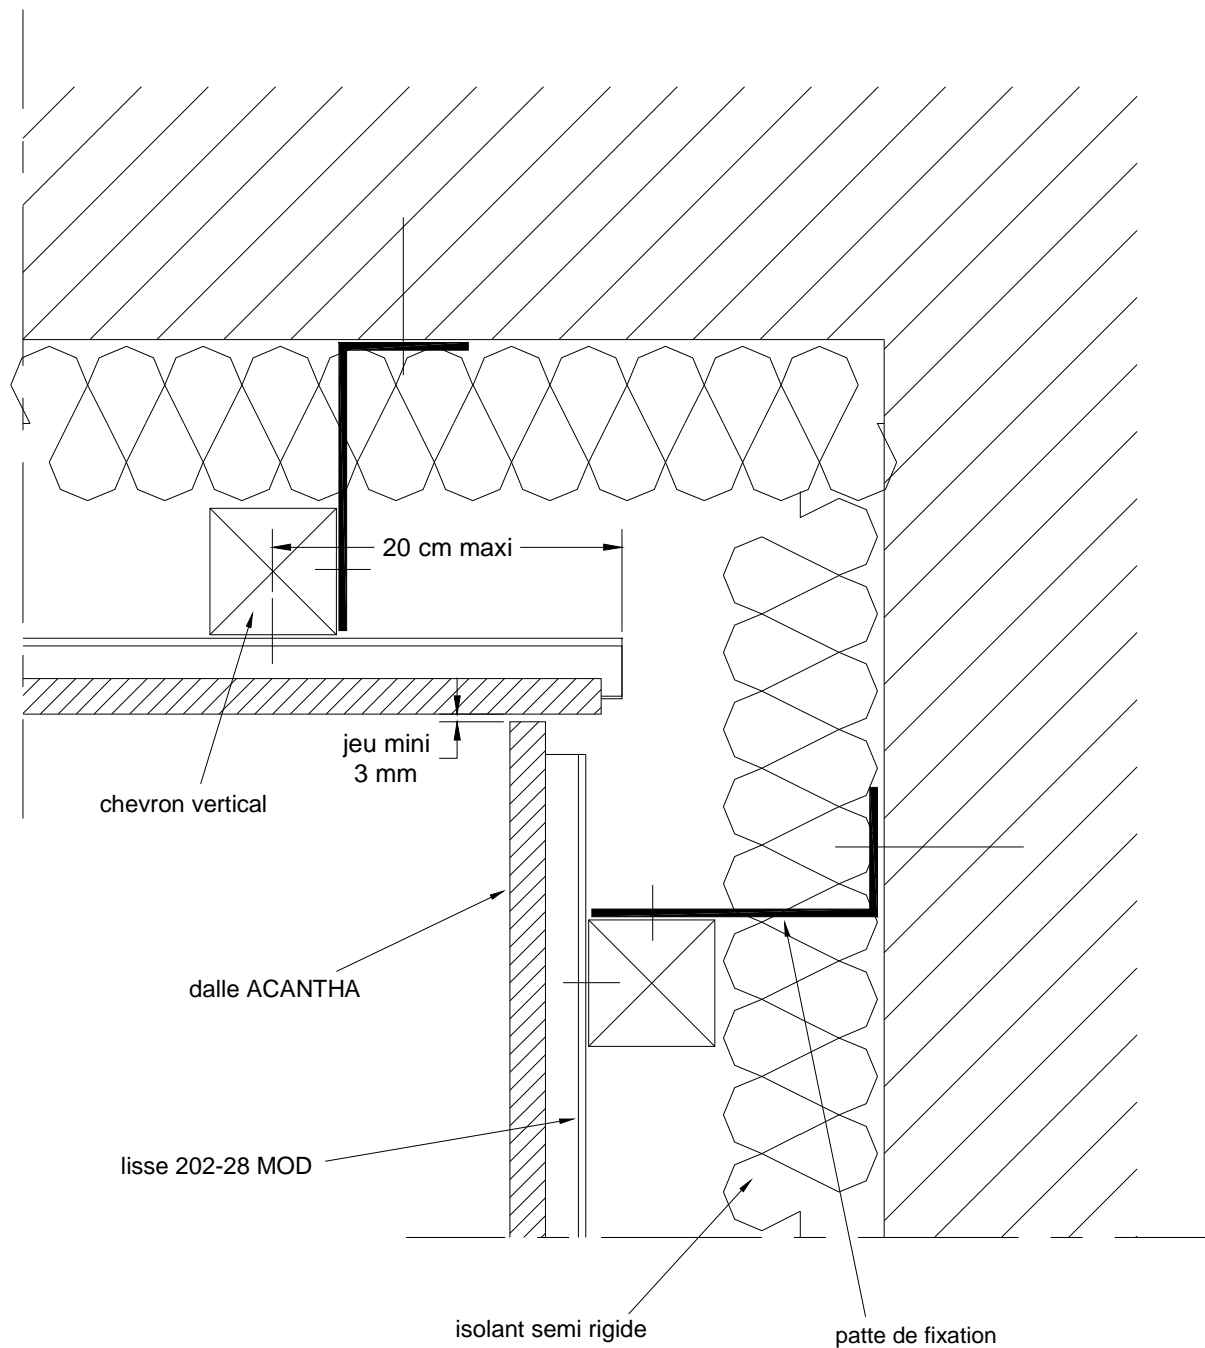 20 cm maxi
jeu mini
3 mm
chevron vertical
dalle ACANTHA
lisse 202-28 MOD
isolant semi rigide
patte de fixation